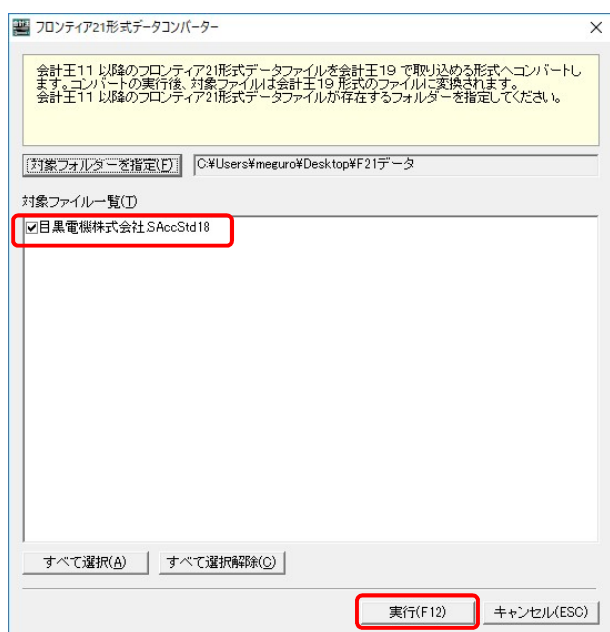 フロンティア21形式データコンバーター
会計王11 以降のフロンティア21形式データファイルを会計王19 で取り込める形式へコンバートし
ます。コンバートの実行後、対象ファイルは会計王19 形式のファイルに変換されます。
会計王11 以降のフロンティア21形式データファイルが存在するフォルダーを指定してください。
対象フォルダーを指定(F) C:¥Users¥meguro¥Desktop¥F21データ
対象ファイル一覧(T)
目黒電機株式会社.SAccStd18
すべて選択(A) すべて選択解除(C)
実行(F12) キャンセル(ESC)